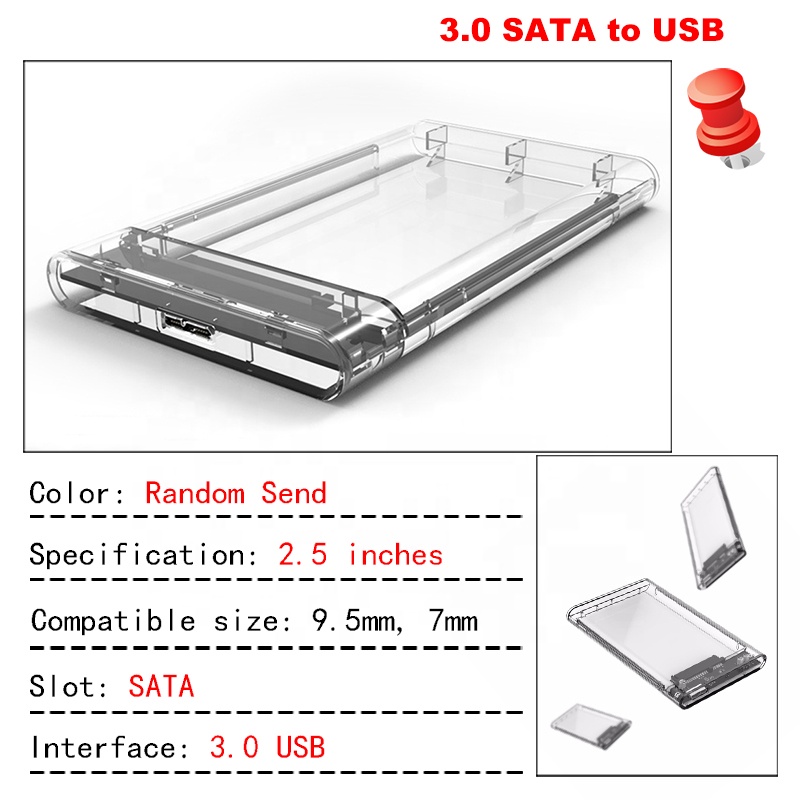 3.0 SATA to USB
Color: Random Send
Specification: 2.5 inches
Compatible size: 9.5mm, 7mm
Slot: SATA
Interface: 3.0 USB